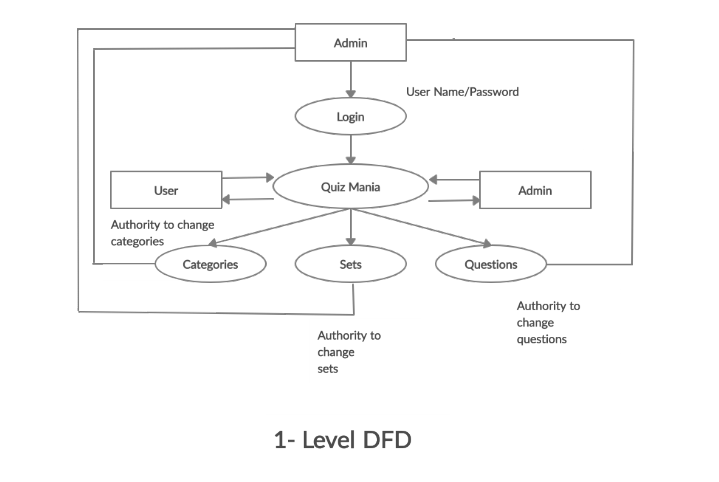 Admin
User Name/Password
Login
User
Quiz Mania
Admin
Authority to change
categories
Categories
Sets
Questions
Authority to
change
questions
Authority to
change
sets
1- Level DFD